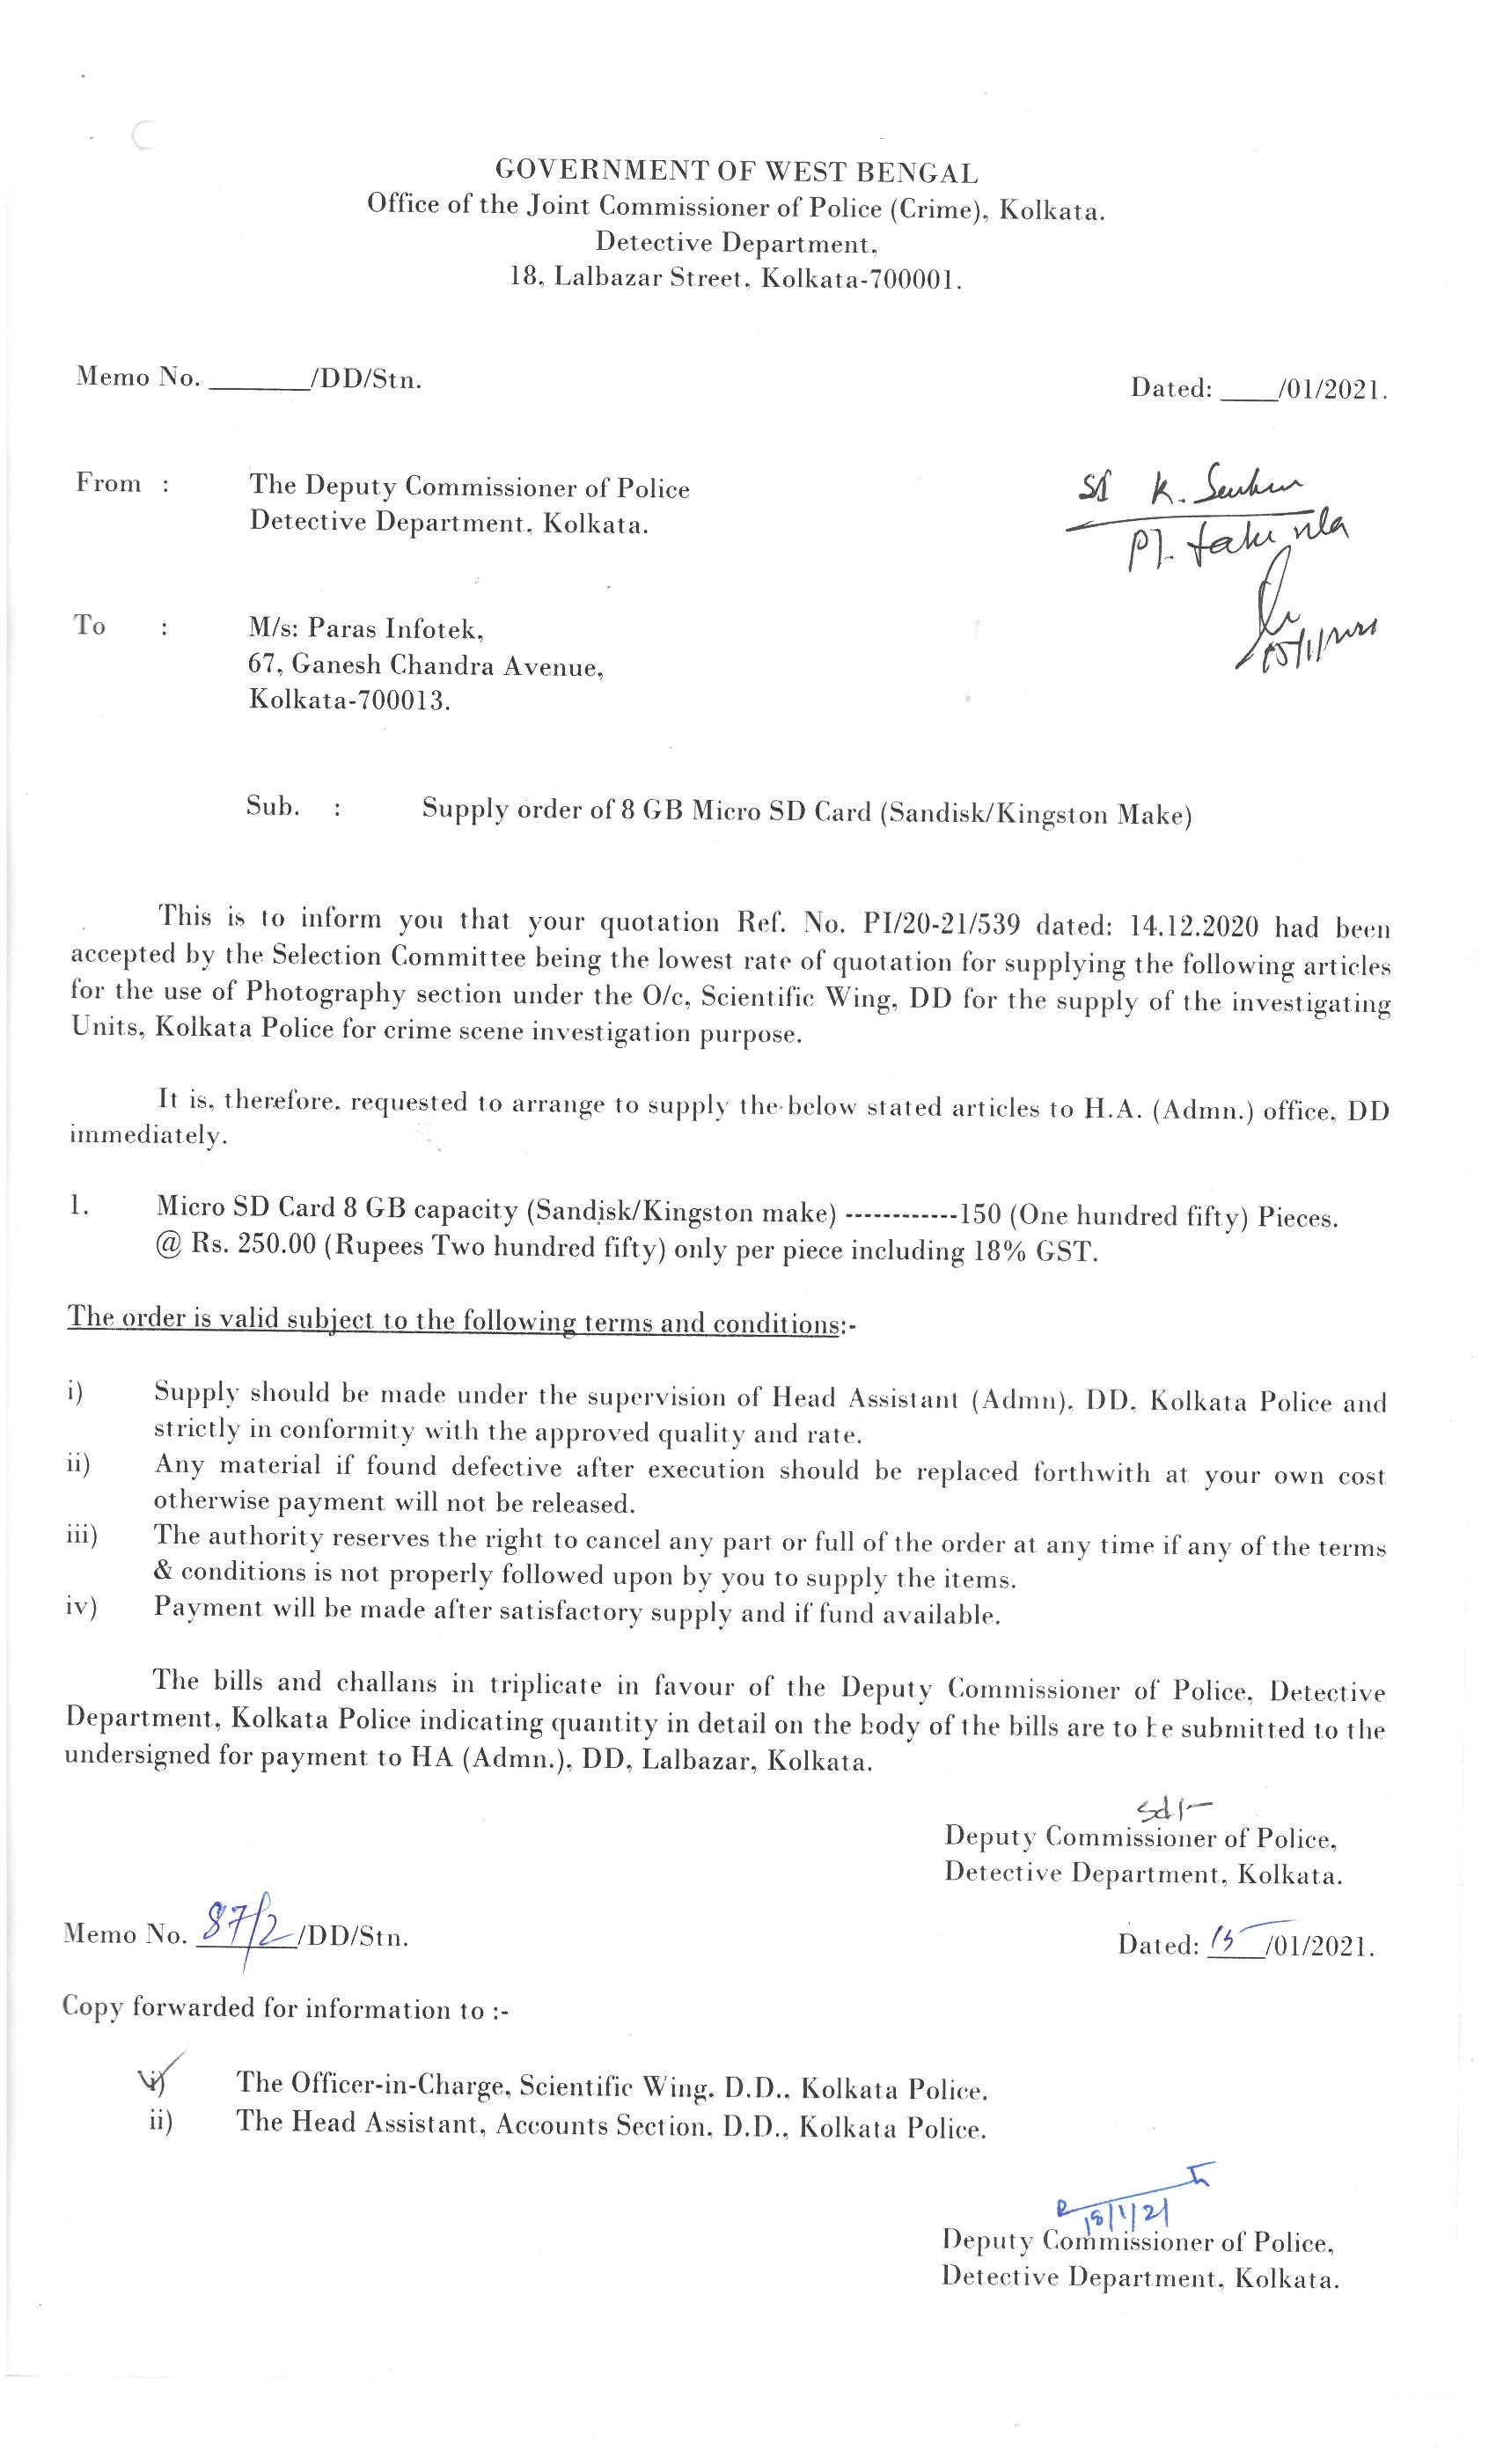 GOVERNMENT OF WEST BENGAL
Office of the Joint Commissioner of Police (Crime), Kolkata.
Detective Department,
18, Lalbazar Street, Kolkata-700001.
Memo No. ______/DD/Stn.
Dated: ____/01/2021.
From :
The Deputy Commissioner of Police
Detective Department, Kolkata.
SI K.
Pl. take n/a
15/1/
To :
M/s: Paras Infotek,
67, Ganesh Chandra Avenue,
Kolkata-700013.
Sub. : Supply order of 8 GB Micro SD Card (Sandisk/Kingston Make)
This is to inform you that your quotation Ref. No. PI/20-21/539 dated: 14.12.2020 had been
accepted by the Selection Committee being the lowest rate of quotation for supplying the following articles
for the use of Photography section under the O/c, Scientific Wing, DD for the supply of the investigating
Units, Kolkata Police for crime scene investigation purpose.
It is, therefore, requested to arrange to supply the below stated articles to H.A. (Admn.) office, DD
immediately.
1. Micro SD Card 8 GB capacity (Sandisk/Kingston make) ------------150 (One hundred fifty) Pieces.
@ Rs. 250.00 (Rupees Two hundred fifty) only per piece including 18% GST.
The order is valid subject to the following terms and conditions:-
i) Supply should be made under the supervision of Head Assistant (Admn), DD, Kolkata Police and
strictly in conformity with the approved quality and rate.
ii) Any material if found defective after execution should be replaced forthwith at your own cost
otherwise payment will not be released.
iii) The authority reserves the right to cancel any part or full of the order at any time if any of the terms
& conditions is not properly followed upon by you to supply the items.
iv) Payment will be made after satisfactory supply and if fund available.
The bills and challans in triplicate in favour of the Deputy Commissioner of Police, Detective
Department, Kolkata Police indicating quantity in detail on the body of the bills are to be submitted to the
undersigned for payment to HA (Admn.), DD, Lalbazar, Kolkata.
Sd/-
Deputy Commissioner of Police,
Detective Department, Kolkata.
Memo No. 87/2/DD/Stn.
Dated: 15/01/2021.
Copy forwarded for information to :-
i) The Officer-in-Charge, Scientific Wing, D.D., Kolkata Police.
ii) The Head Assistant, Accounts Section, D.D., Kolkata Police.
15/1/21
Deputy Commissioner of Police,
Detective Department, Kolkata.